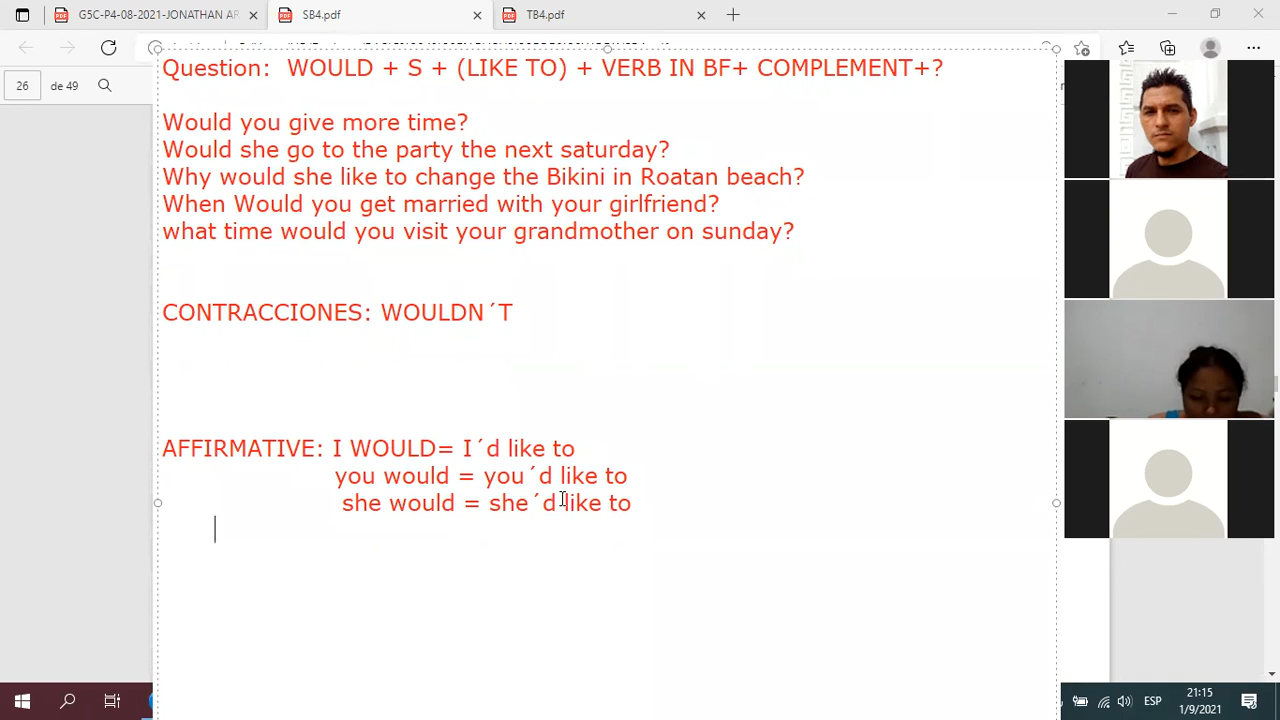 G5C-P4-08-2021-JONATHAN AR
SB4.pdf
TB4.pdf
26
de 49
Question:  WOULD + S + (LIKE TO) + VERB IN BF+ COMPLEMENT+?
Would you give more time?
Would she go to the party the next saturday?
Why would she like to change the Bikini in Roatan beach?
When Would you get married with your girlfriend?
what time would you visit your grandmother on sunday?
CONTRACCIONES: WOULDN´T
AFFIRMATIVE: I WOULD= I´d like to
you would = you´d like to
she would = she´d like to
ESP
21:15
1/9/2021